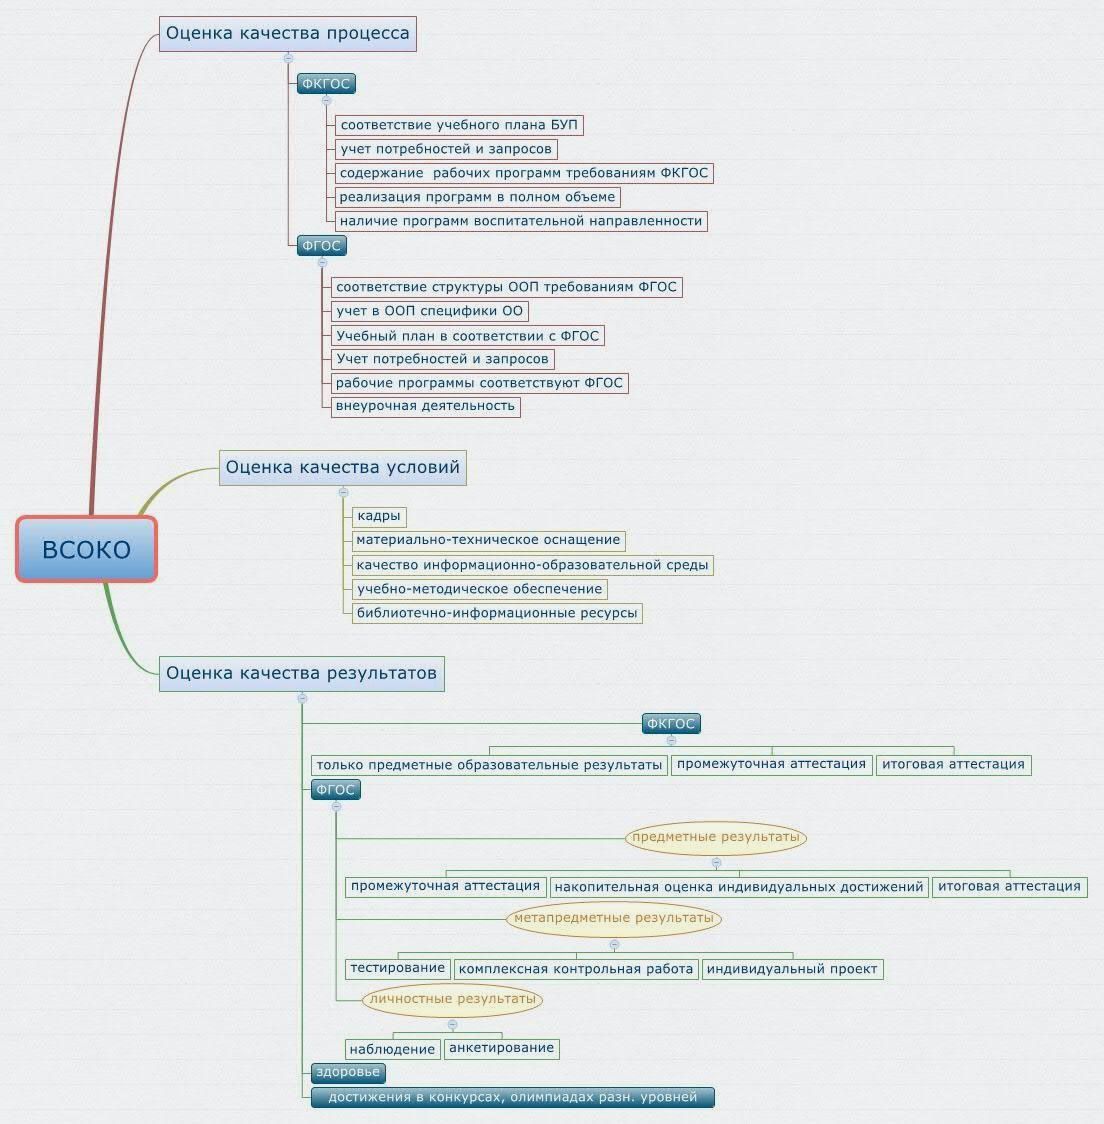 Оценка качества процесса
ФКГОС
соответствие учебного плана БУП
учет потребностей и запросов
содержание рабочих программ требованиям ФКГОС
реализация программ в полном объеме
наличие программ воспитательной направленности
ФГОС
соответствие структуры ООП требованиям ФГОС
учет в ООП специфики ОО
Учебный план в соответствии с ФГОС
Учет потребностей и запросов
рабочие программы соответствуют ФГОС
внеурочная деятельность
Оценка качества условий
кадры
материально-техническое оснащение
качество информационно-образовательной среды
учебно-методическое обеспечение
библиотечно-информационные ресурсы
ВСОКО
Оценка качества результатов
ФКГОС
только предметные образовательные результаты промежуточная аттестация итоговая аттестация
ФГОС
предметные результаты
промежуточная аттестация накопительная оценка индивидуальных достижений итоговая аттестация
метапредметные результаты
тестирование комплексная контрольная работа индивидуальный проект
личностные результаты
наблюдение анкетирование
здоровье
достижения в конкурсах, олимпиадах разн. уровней